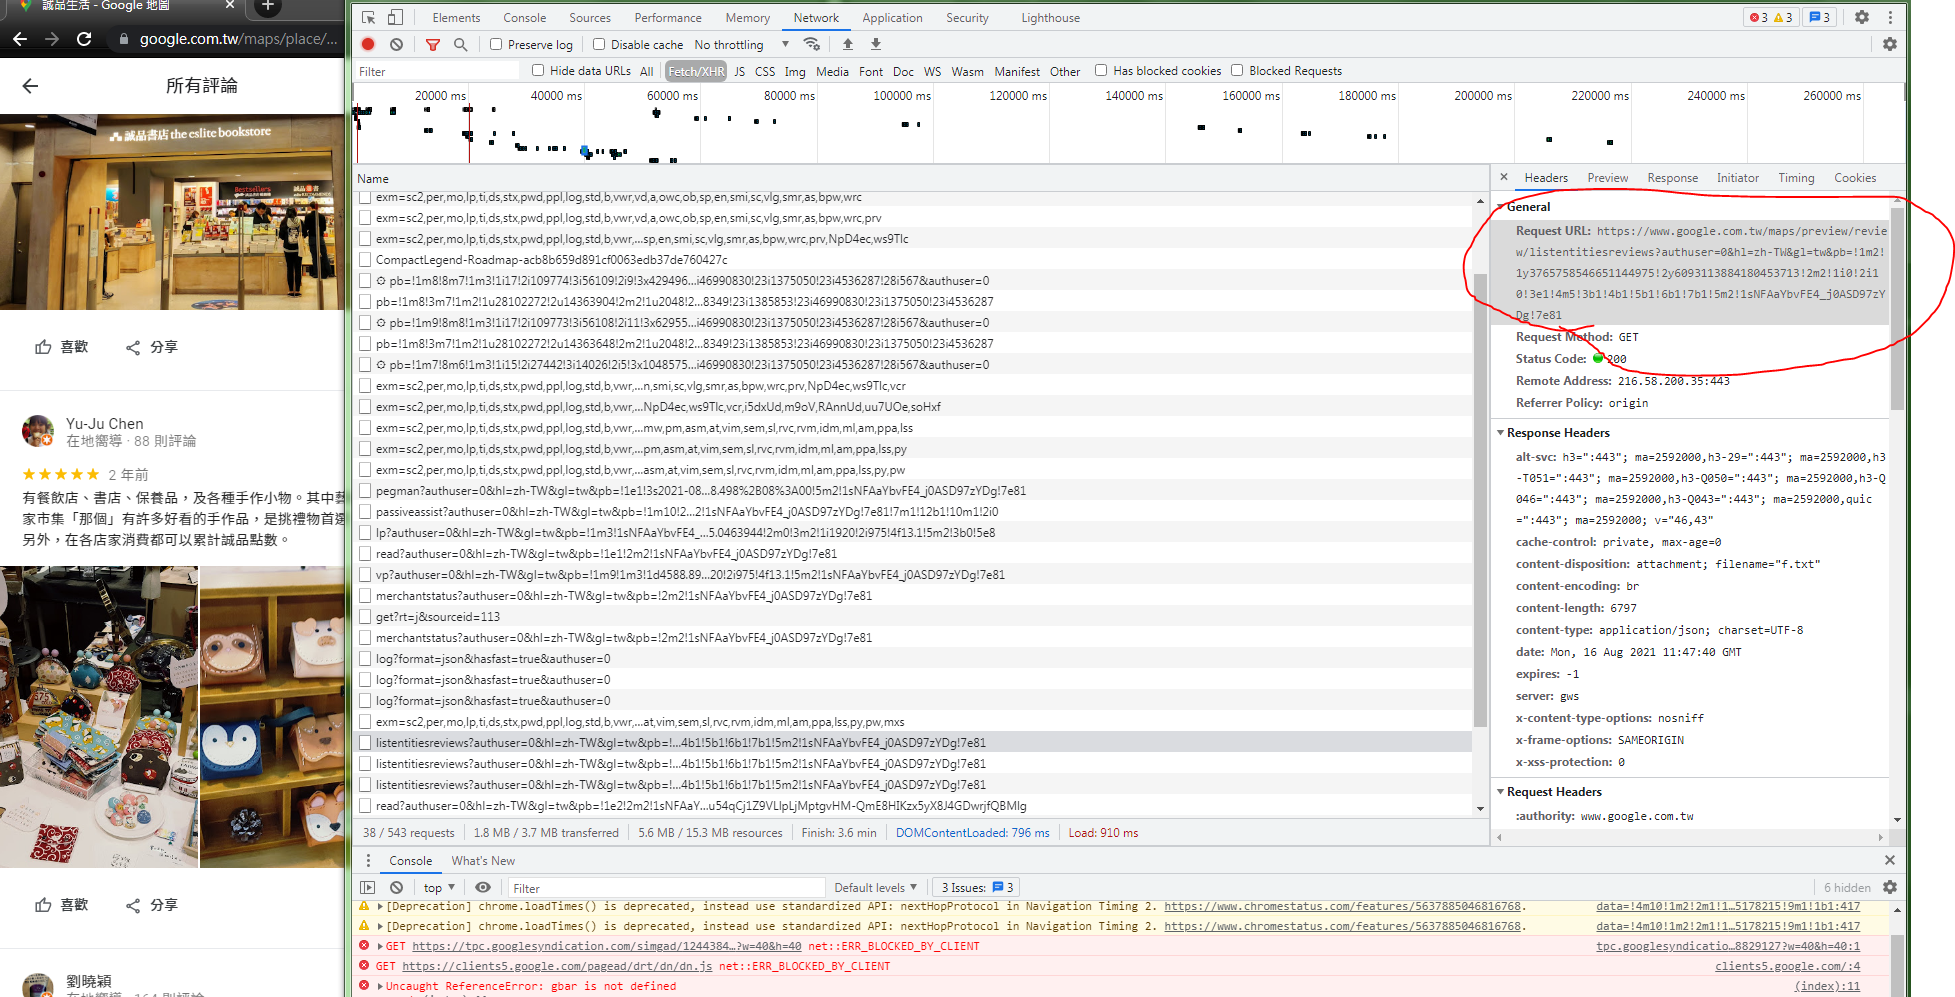 誠品生活 - Google 地圖
google.com.tw/maps/place/...
所有評論
誠品書店 the eslite bookstore
Bestsellers
喜歡
分享
Yu-Ju Chen
在地嚮導 · 88 則評論
2 年前
有餐飲店、書店、保養品，及各種手作小物。其中藝
家市集「那個」有許多好看的手作品，是挑禮物首選
另外，在各店家消費都可以累計誠品點數。
喜歡
分享
劉曉穎
在地嚮導 · 164 則評論
Elements Console Sources Performance Memory Network Application Security Lighthouse
3 3 3
Preserve log Disable cache No throttling
Filter Hide data URLs All Fetch/XHR JS CSS Img Media Font Doc WS Wasm Manifest Other Has blocked cookies Blocked Requests
20000 ms 40000 ms 60000 ms 80000 ms 100000 ms 120000 ms 140000 ms 160000 ms 180000 ms 200000 ms 220000 ms 240000 ms 260000 ms
Name
exm=sc2,per,mo,lp,ti,ds,stx,pwd,ppl,log,std,b,vwr,vd,a,owc,ob,sp,en,smi,sc,vlg,smr,as,bpw,wrc
exm=sc2,per,mo,lp,ti,ds,stx,pwd,ppl,log,std,b,vwr,vd,a,owc,ob,sp,en,smi,sc,vlg,smr,as,bpw,wrc,prv
exm=sc2,per,mo,lp,ti,ds,stx,pwd,ppl,log,std,b,vwr,...sp,en,smi,sc,vlg,smr,as,bpw,wrc,prv,NpD4ec,ws9Tlc
CompactLegend-Roadmap-acb8b659d891cf0063edb37de760427c
pb=!1m8!8m7!1m3!1i17!2i109774!3i56109!2i9!3x429496...i46990830!23i1375050!23i4536287!28i567&authuser=0
pb=!1m8!3m7!1m2!1u28102272!2u14363904!2m2!1u2048!2...8349!23i1385853!23i46990830!23i1375050!23i4536287
pb=!1m9!8m8!1m3!1i17!2i109773!3i56108!2i11!3x62955...i46990830!23i1375050!23i4536287!28i567&authuser=0
pb=!1m8!3m7!1m2!1u28102272!2u14363648!2m2!1u2048!2...8349!23i1385853!23i46990830!23i1375050!23i4536287
pb=!1m7!8m6!1m3!1i15!2i27442!3i14026!2i5!3x1048575...i46990830!23i1375050!23i4536287!28i567&authuser=0
exm=sc2,per,mo,lp,ti,ds,stx,pwd,ppl,log,std,b,vwr,...n,smi,sc,vlg,smr,as,bpw,wrc,prv,NpD4ec,ws9Tlc,vcr
exm=sc2,per,mo,lp,ti,ds,stx,pwd,ppl,log,std,b,vwr,...NpD4ec,ws9Tlc,vcr,i5dxUd,m9oV,RAnnUd,uu7UOe,soHxf
exm=sc2,per,mo,lp,ti,ds,stx,pwd,ppl,log,std,b,vwr,...mw,pm,asm,at,vim,sem,sl,rvc,rvm,idm,ml,am,ppa,lss
exm=sc2,per,mo,lp,ti,ds,stx,pwd,ppl,log,std,b,vwr,...pm,asm,at,vim,sem,sl,rvc,rvm,idm,ml,am,ppa,lss,py
exm=sc2,per,mo,lp,ti,ds,stx,pwd,ppl,log,std,b,vwr,...asm,at,vim,sem,sl,rvc,rvm,idm,ml,am,ppa,lss,py,pw
pegman?authuser=0&hl=zh-TW&gl=tw&pb=!1e1!3s2021-08...8.498%2B08%3A00!5m2!1sNFAaYbvFE4_j0ASD97zYDg!7e81
passiveassist?authuser=0&hl=zh-TW&gl=tw&pb=!1m10!2...2!1sNFAaYbvFE4_j0ASD97zYDg!7e81!7m1!12b1!10m1!2i0
lp?authuser=0&hl=zh-TW&gl=tw&pb=!1m3!1sNFAaYbvFE4_...5.0463944!2m0!3m2!1i1920!2i975!4f13.1!5m2!3b0!5e8
read?authuser=0&hl=zh-TW&gl=tw&pb=!1e1!2m2!1sNFAaYbvFE4_j0ASD97zYDg!7e81
vp?authuser=0&hl=zh-TW&gl=tw&pb=!1m9!1m3!1d4588.89...20!2i975!4f13.1!5m2!1sNFAaYbvFE4_j0ASD97zYDg!7e81
merchantstatus?authuser=0&hl=zh-TW&gl=tw&pb=!2m2!1sNFAaYbvFE4_j0ASD97zYDg!7e81
get?rt=j&sourceid=113
merchantstatus?authuser=0&hl=zh-TW&gl=tw&pb=!2m2!1sNFAaYbvFE4_j0ASD97zYDg!7e81
log?format=json&hasfast=true&authuser=0
log?format=json&hasfast=true&authuser=0
log?format=json&hasfast=true&authuser=0
exm=sc2,per,mo,lp,ti,ds,stx,pwd,ppl,log,std,b,vwr,...at,vim,sem,sl,rvc,rvm,idm,ml,am,ppa,lss,py,pw,mxs
listentitiesreviews?authuser=0&hl=zh-TW&gl=tw&pb=!...4b1!5b1!6b1!7b1!5m2!1sNFAaYbvFE4_j0ASD97zYDg!7e81
listentitiesreviews?authuser=0&hl=zh-TW&gl=tw&pb=!...4b1!5b1!6b1!7b1!5m2!1sNFAaYbvFE4_j0ASD97zYDg!7e81
listentitiesreviews?authuser=0&hl=zh-TW&gl=tw&pb=!...4b1!5b1!6b1!7b1!5m2!1sNFAaYbvFE4_j0ASD97zYDg!7e81
read?authuser=0&hl=zh-TW&gl=tw&pb=!1e2!2m2!1sNFAaY...u54qCj1Z9VLlpLjMptgvHM-QmE8HIKzx5yX8J4GDwrjfQBMIg
38 / 543 requests 1.8 MB / 3.7 MB transferred 5.6 MB / 15.3 MB resources Finish: 3.6 min DOMContentLoaded: 796 ms Load: 910 ms
Headers Preview Response Initiator Timing Cookies
General
Request URL: https://www.google.com.tw/maps/preview/revie
w/listentitiesreviews?authuser=0&hl=zh-TW&gl=tw&pb=!1m2!
1y3765758546651144975!2y6093113884180453713!2m2!1i0!2i1
0!3e1!4m5!3b1!4b1!5b1!6b1!7b1!5m2!1sNFAaYbvFE4_j0ASD97zY
Dg!7e81
Request Method: GET
Status Code: 200
Remote Address: 216.58.200.35:443
Referrer Policy: origin
Response Headers
alt-svc: h3=":443"; ma=2592000,h3-29=":443"; ma=2592000,h3
-T051=":443"; ma=2592000,h3-Q050=":443"; ma=2592000,h3-Q
046=":443"; ma=2592000,h3-Q043=":443"; ma=2592000,quic
=":443"; ma=2592000; v="46,43"
cache-control: private, max-age=0
content-disposition: attachment; filename="f.txt"
content-encoding: br
content-length: 6797
content-type: application/json; charset=UTF-8
date: Mon, 16 Aug 2021 11:47:40 GMT
expires: -1
server: gws
x-content-type-options: nosniff
x-frame-options: SAMEORIGIN
x-xss-protection: 0
Request Headers
:authority: www.google.com.tw
Console What's New
top Filter Default levels 3 Issues: 3 6 hidden
[Deprecation] chrome.loadTimes() is deprecated, instead use standardized API: nextHopProtocol in Navigation Timing 2. https://www.chromestatus.com/features/5637885046816768. data=!4m10!1m2!2m1!1…5178215!9m1!1b1:417
[Deprecation] chrome.loadTimes() is deprecated, instead use standardized API: nextHopProtocol in Navigation Timing 2. https://www.chromestatus.com/features/5637885046816768. data=!4m10!1m2!2m1!1…5178215!9m1!1b1:417
GET https://tpc.googlesyndication.com/simgad/1244384…?w=40&h=40 net::ERR_BLOCKED_BY_CLIENT tpc.googlesyndicatio…8829127?w=40&h=40:1
GET https://clients5.google.com/pagead/drt/dn/dn.js net::ERR_BLOCKED_BY_CLIENT clients5.google.com/:4
Uncaught ReferenceError: gbar is not defined (index):11